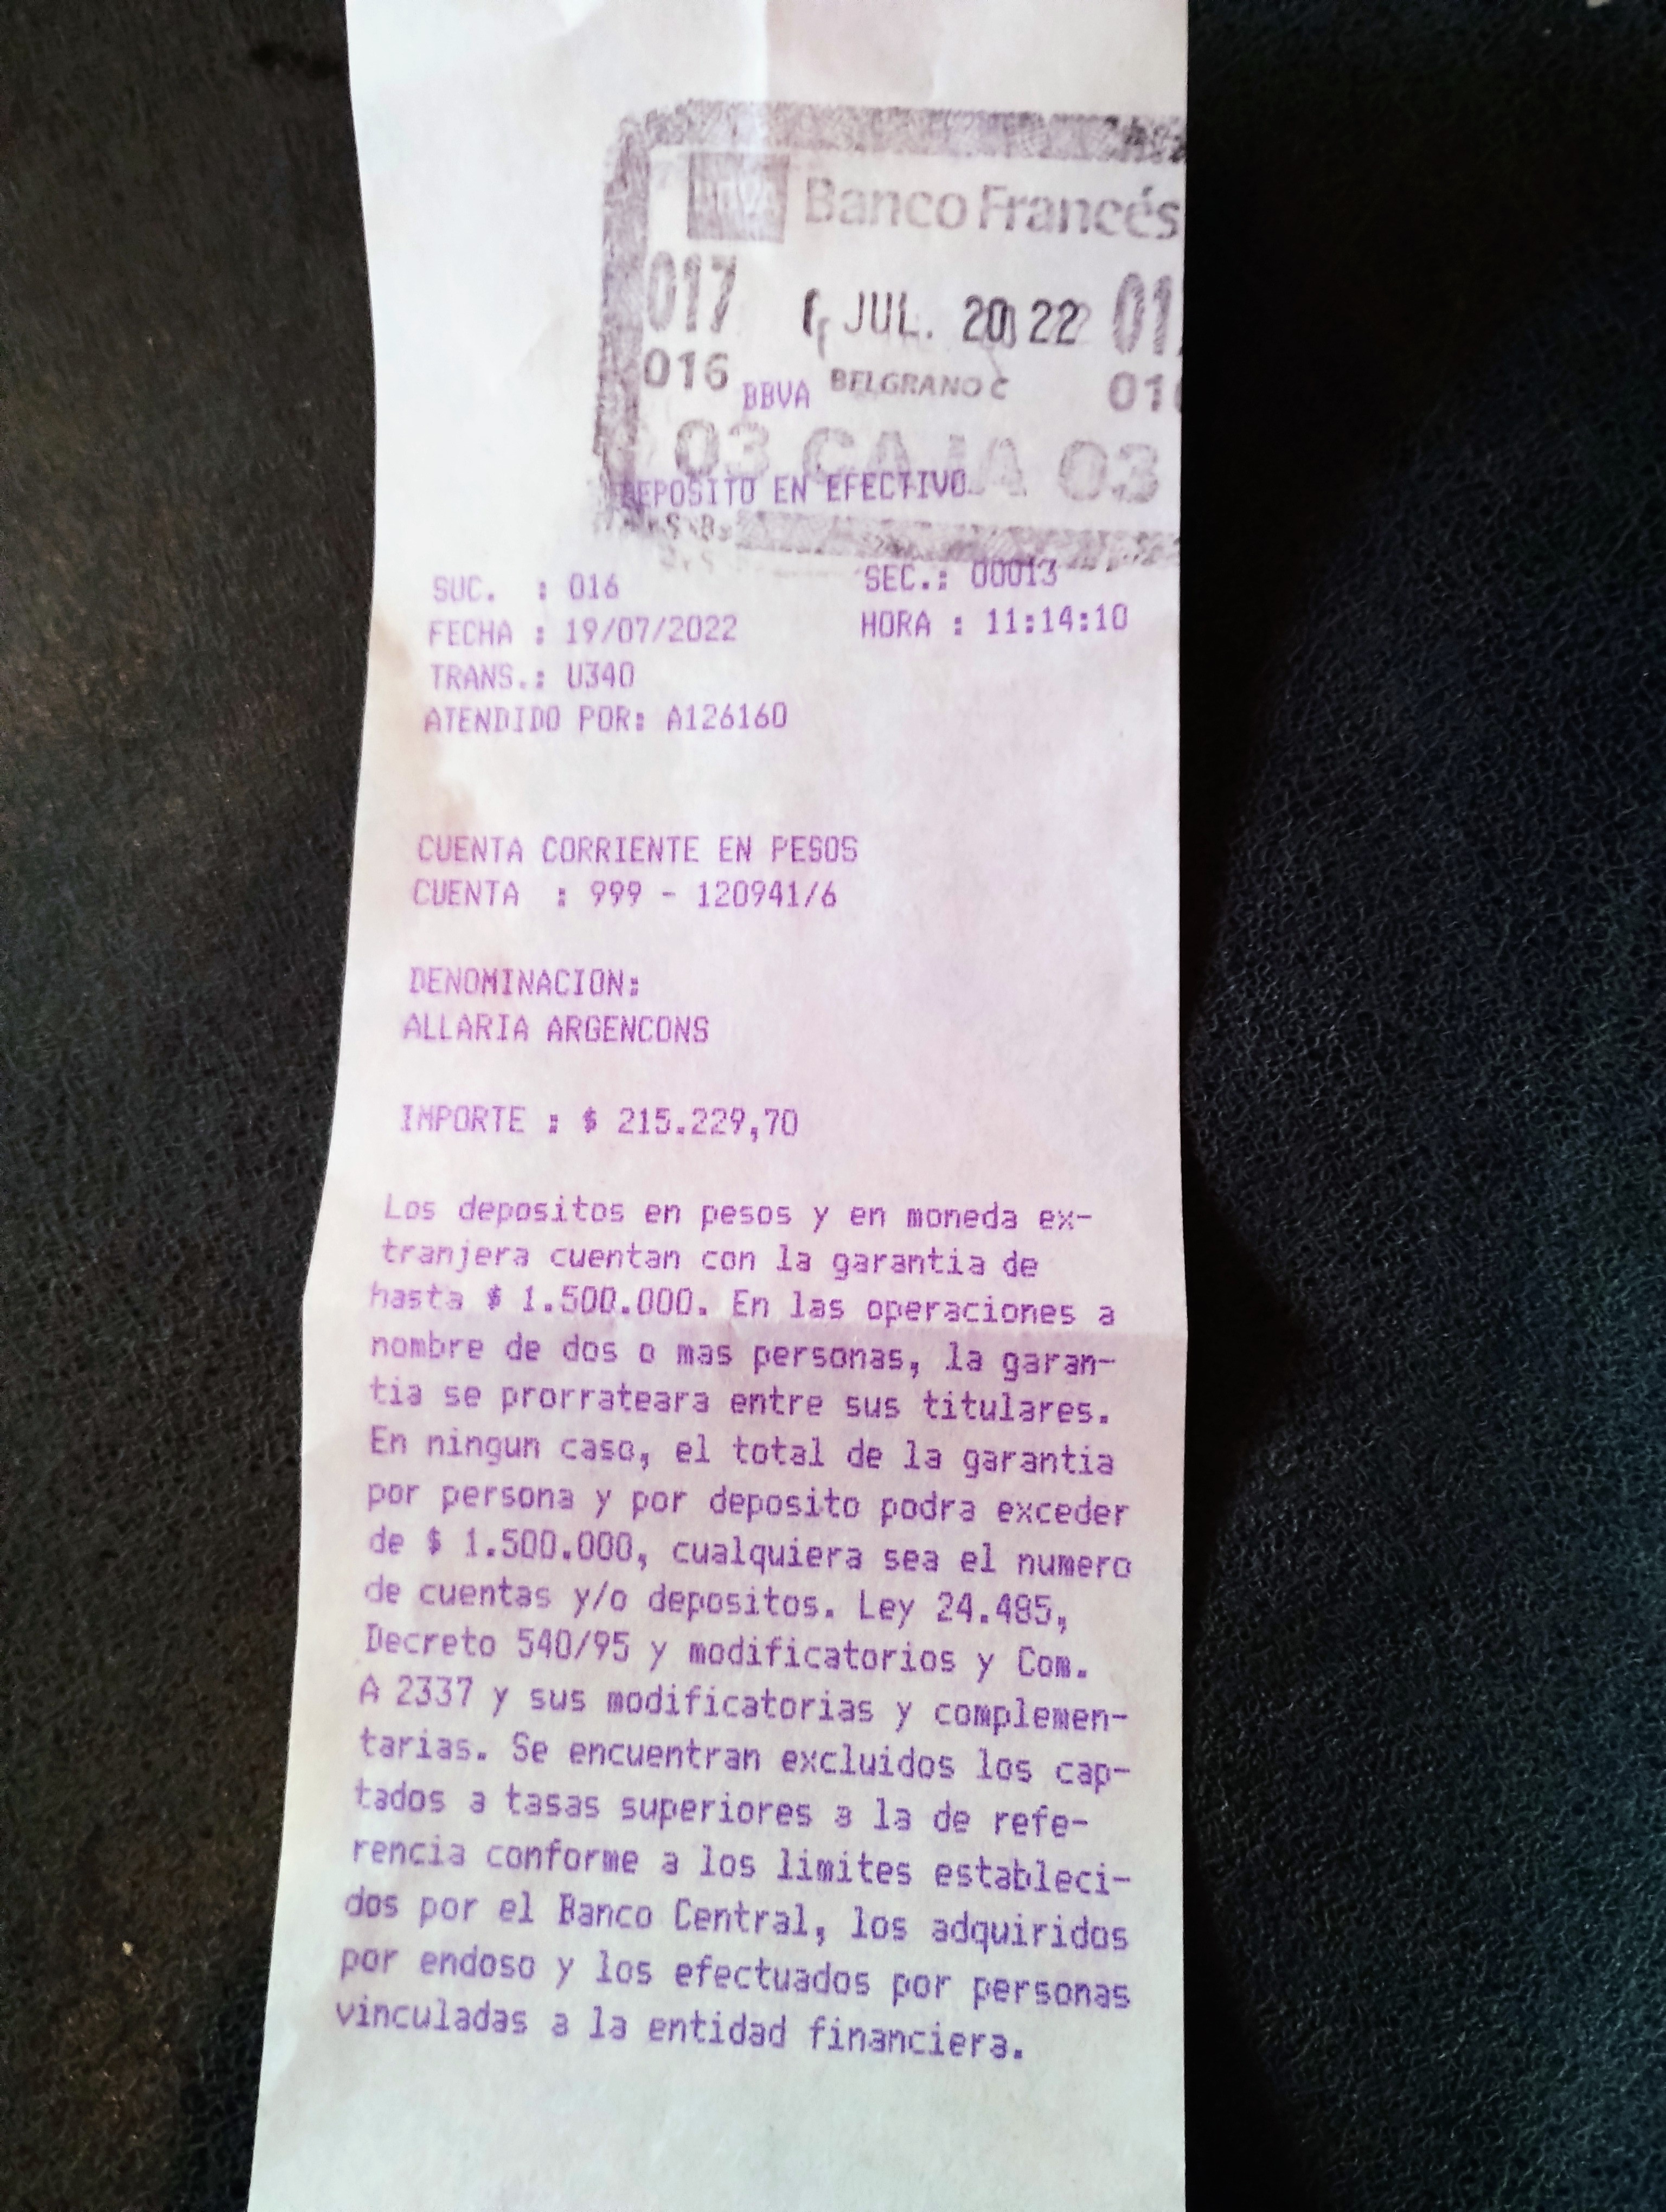 Banco Francés
017 JUL. 2022 01
016 BBVA BELGRANO C 01
03 CAJA 03
DEPOSITO EN EFECTIVO
SUC. : 016 SEC.: 00013
FECHA : 19/07/2022 HORA : 11:14:10
TRANS.: U340
ATENDIDO POR: A126160
CUENTA CORRIENTE EN PESOS
CUENTA : 999 - 120941/6
DENOMINACION:
ALLARIA ARGENCONS
IMPORTE : $ 215.229,70
Los depositos en pesos y en moneda ex-
tranjera cuentan con la garantia de
hasta $ 1.500.000. En las operaciones a
nombre de dos o mas personas, la garan-
tia se prorrateara entre sus titulares.
En ningun caso, el total de la garantia
por persona y por deposito podra exceder
de $ 1.500.000, cualquiera sea el numero
de cuentas y/o depositos. Ley 24.485,
Decreto 540/95 y modificatorios y Com.
A 2337 y sus modificatorias y complemen-
tarias. Se encuentran excluidos los cap-
tados a tasas superiores a la de refe-
rencia conforme a los limites estableci-
dos por el Banco Central, los adquiridos
por endoso y los efectuados por personas
vinculadas a la entidad financiera.